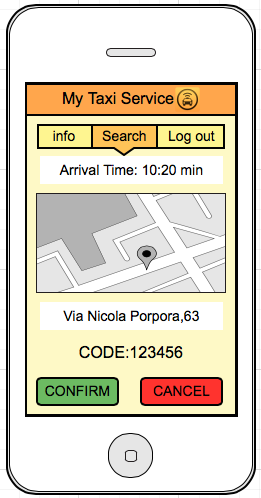 My Taxi Service
info Search Log out
Arrival Time: 10:20 min
Via Nicola Porpora,63
CODE:123456
CONFIRM CANCEL